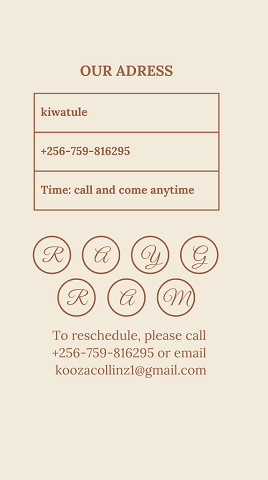 OUR ADRESS
kiwatule
+256-759-816295
Time: call and come anytime
R A Y G
R A M
To reschedule, please call
+256-759-816295 or email
koozacollinz1@gmail.com